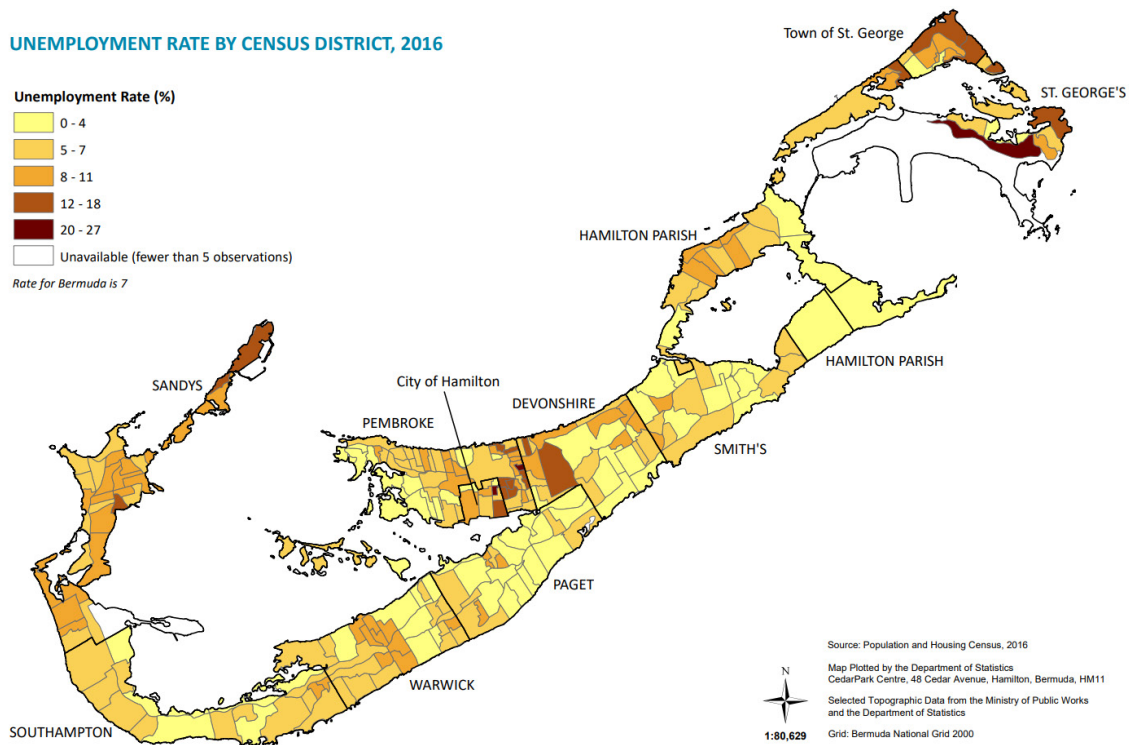 UNEMPLOYMENT RATE BY CENSUS DISTRICT, 2016
Unemployment Rate (%)
0 - 4
5 - 7
8 - 11
12 - 18
20 - 27
Unavailable (fewer than 5 observations)
Rate for Bermuda is 7
Town of St. George
ST. GEORGE'S
HAMILTON PARISH
HAMILTON PARISH
SANDYS
City of Hamilton
DEVONSHIRE
PEMBROKE
SMITH'S
PAGET
WARWICK
SOUTHAMPTON
N
1:80,629
Source: Population and Housing Census, 2016
Map Plotted by the Department of Statistics
CedarPark Centre, 48 Cedar Avenue, Hamilton, Bermuda, HM11
Selected Topographic Data from the Ministry of Public Works
and the Department of Statistics
Grid: Bermuda National Grid 2000